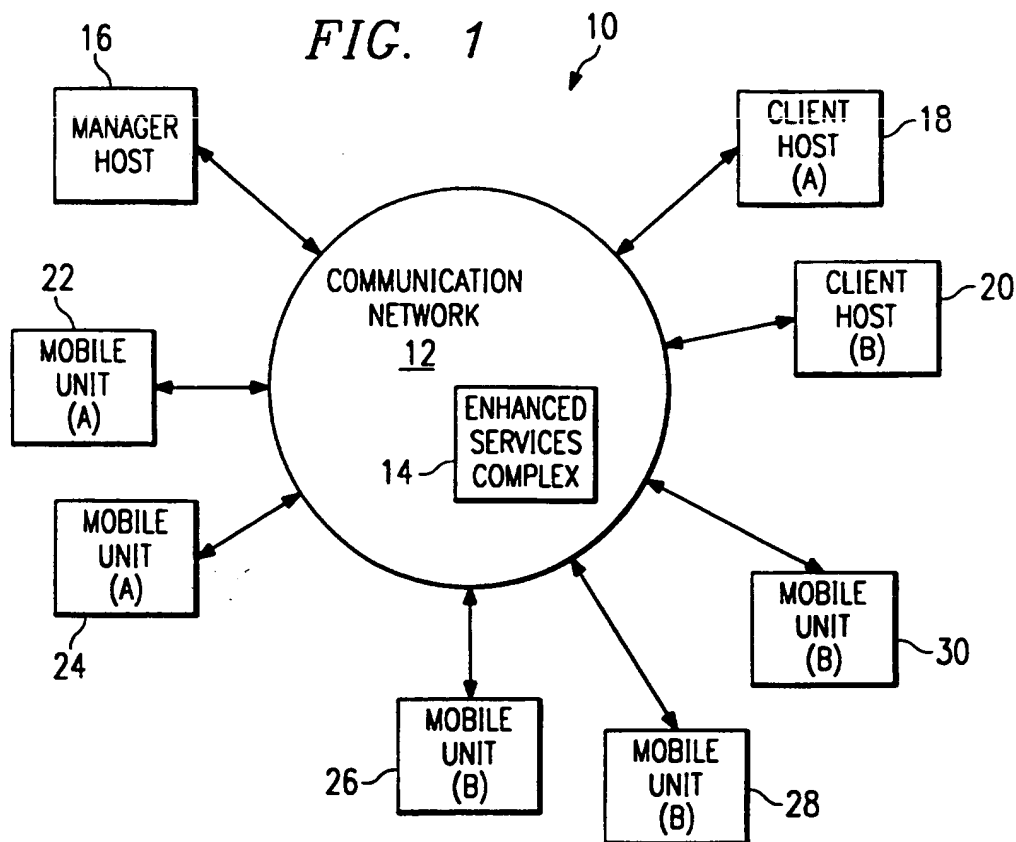 FIG. 1
10
16
MANAGER
HOST
CLIENT
HOST
(A)
18
22
MOBILE
UNIT
(A)
COMMUNICATION
NETWORK
12
CLIENT
HOST
(B)
20
ENHANCED
SERVICES
COMPLEX
14
MOBILE
UNIT
(A)
24
MOBILE
UNIT
(B)
30
MOBILE
UNIT
(B)
26
MOBILE
UNIT
(B)
28